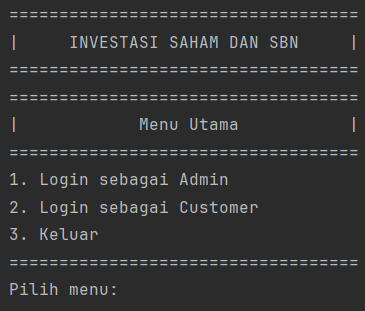 ===================================
|     INVESTASI SAHAM DAN SBN     |
===================================
===================================
|            Menu Utama           |
===================================
1. Login sebagai Admin
2. Login sebagai Customer
3. Keluar
===================================
Pilih menu: